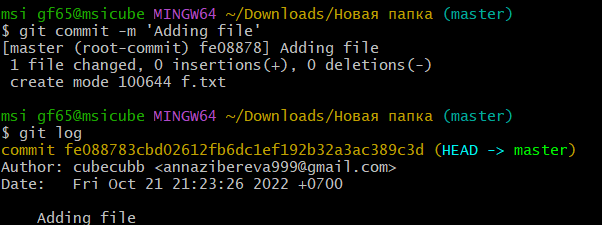 msi gf65@msicube MINGW64 ~/Downloads/Новая папка (master)
$ git commit -m 'Adding file'
[master (root-commit) fe08878] Adding file
 1 file changed, 0 insertions(+), 0 deletions(-)
 create mode 100644 f.txt
msi gf65@msicube MINGW64 ~/Downloads/Новая папка (master)
$ git log
commit fe088783cbd02612fb6dc1ef192b32a3ac389c3d (HEAD -> master)
Author: cubecubb <annazibereva999@gmail.com>
Date:   Fri Oct 21 21:23:26 2022 +0700
    Adding file